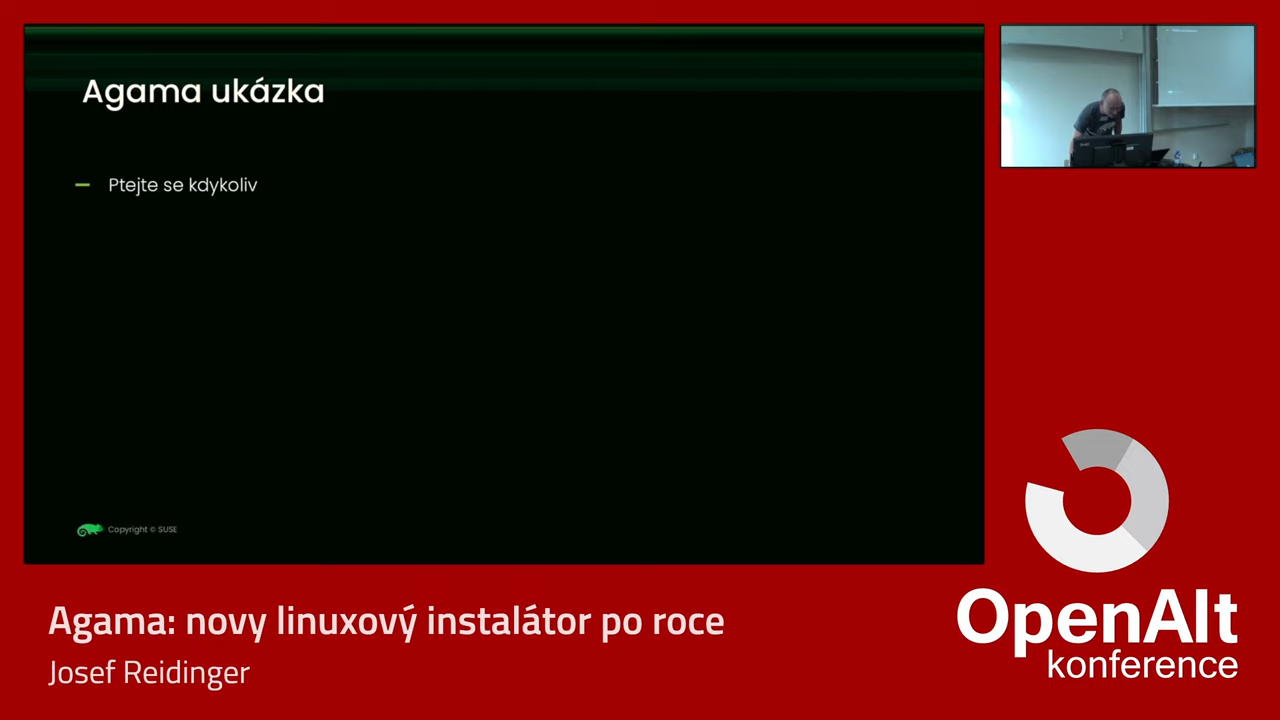 Agama ukázka
Ptejte se kdykoliv
Copyright © SUSE
Agama: novy linuxový instalátor po roce
Josef Reidinger
OpenAlt
konference